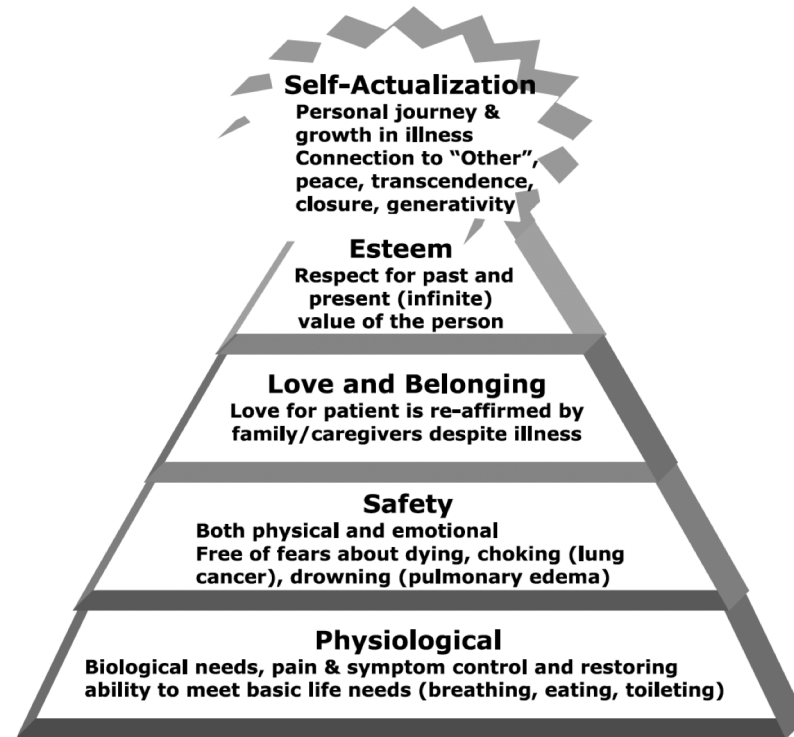 Self-Actualization
Personal journey &
growth in illness
Connection to “Other”,
peace, transcendence,
closure, generativity
Esteem
Respect for past and
present (infinite)
value of the person
Love and Belonging
Love for patient is re-affirmed by
family/caregivers despite illness
Safety
Both physical and emotional
Free of fears about dying, choking (lung
cancer), drowning (pulmonary edema)
Physiological
Biological needs, pain & symptom control and restoring
ability to meet basic life needs (breathing, eating, toileting)